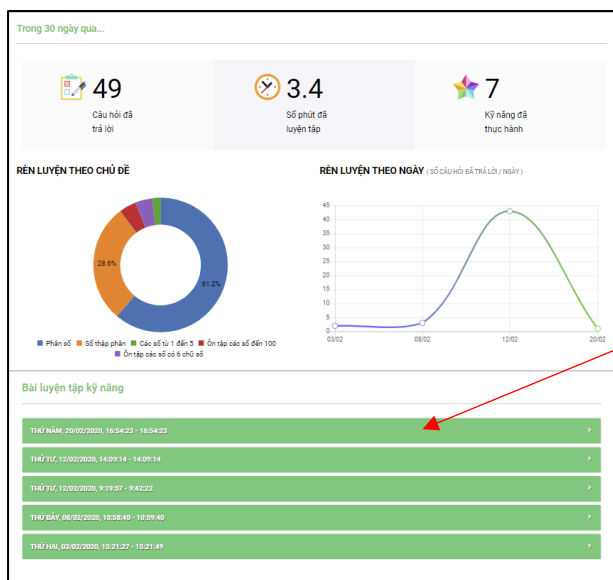 Trong 30 ngày qua...
49
Câu hỏi đã
trả lời
3.4
Số phút đã
luyện tập
7
Kỹ năng đã
thực hành
RÈN LUYỆN THEO CHỦ ĐỀ
28.6%
61.2%
Phân số Số thập phân Các số từ 1 đến 5 Ôn tập các số đến 100
Ôn tập các số có 6 chữ số
RÈN LUYỆN THEO NGÀY ( SỐ CÂU HỎI ĐÃ TRẢ LỜI / NGÀY )
45
40
35
30
25
20
15
10
5
0
03/02 08/02 12/02 20/02
Bài luyện tập kỹ năng
THỨ NĂM, 20/02/2020, 16:54:23 - 16:54:23
THỨ TƯ, 12/02/2020, 14:09:14 - 14:09:14
THỨ TƯ, 12/02/2020, 9:19:57 - 9:42:22
THỨ BẢY, 08/02/2020, 10:58:40 - 10:59:40
THỨ HAI, 03/02/2020, 15:21:27 - 15:21:49